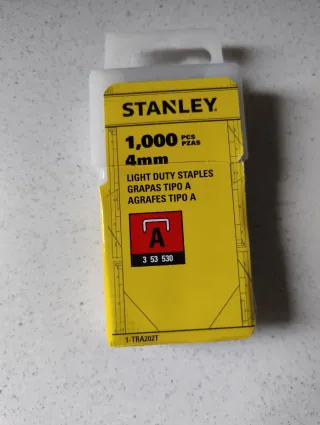 STANLEY
1,000 PCS PZAS
4mm
LIGHT DUTY STAPLES
GRAPAS TIPO A
AGRAFES TIPO A
A
3 53 530
1-TRA202T